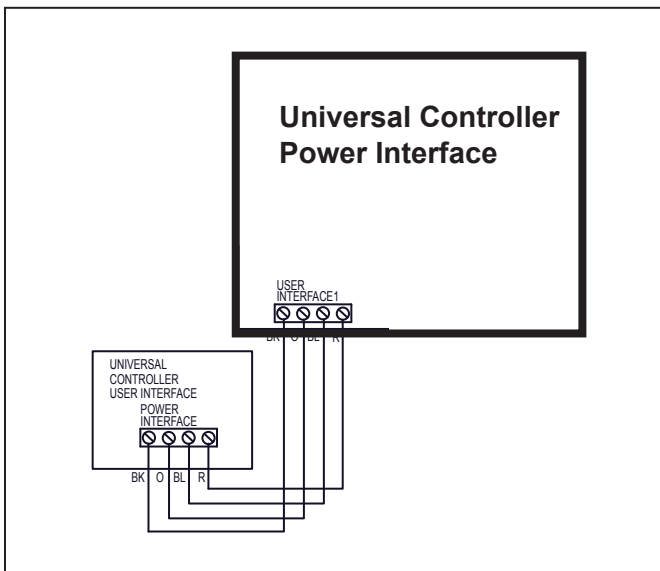 Universal Controller
Power Interface
USER
INTERFACE1
BK O BL R
UNIVERSAL
CONTROLLER
USER INTERFACE
POWER
INTERFACE
BK O BL R